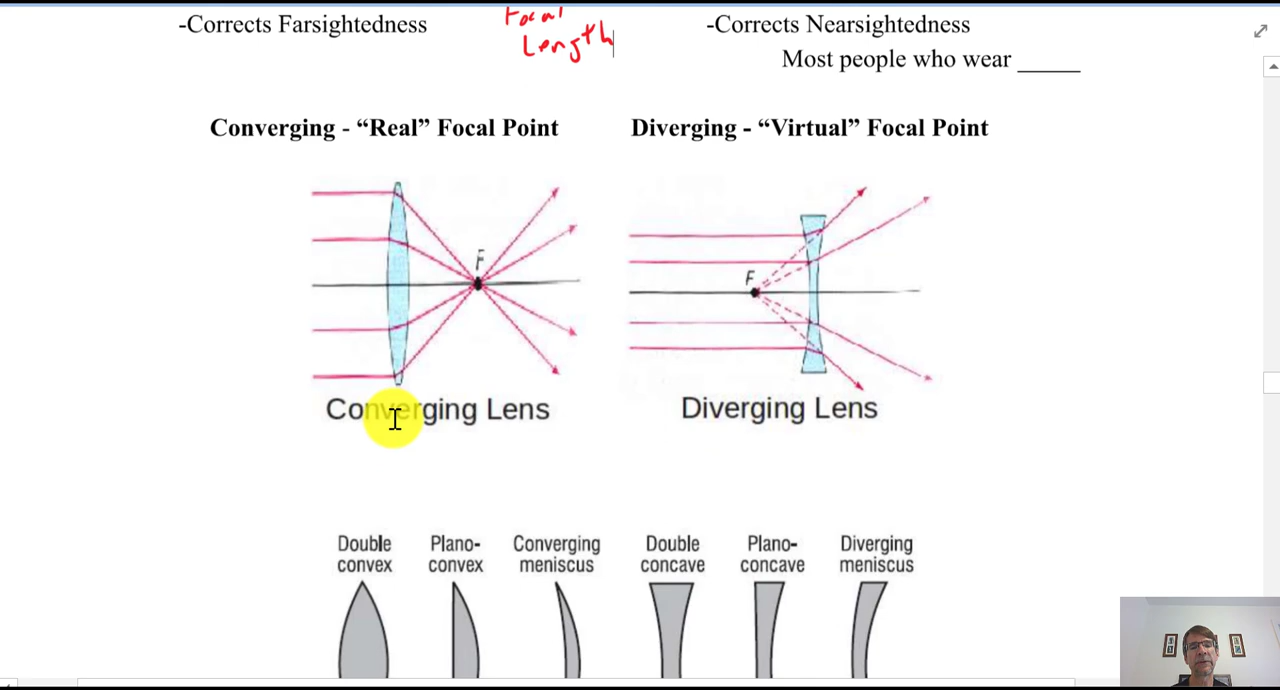 -Corrects Farsightedness
Focal
Length
-Corrects Nearsightedness
Most people who wear _____
Converging - “Real” Focal Point
Diverging - “Virtual” Focal Point
F
F
Converging Lens
Diverging Lens
Double
convex
Plano-
convex
Converging
meniscus
Double
concave
Plano-
concave
Diverging
meniscus